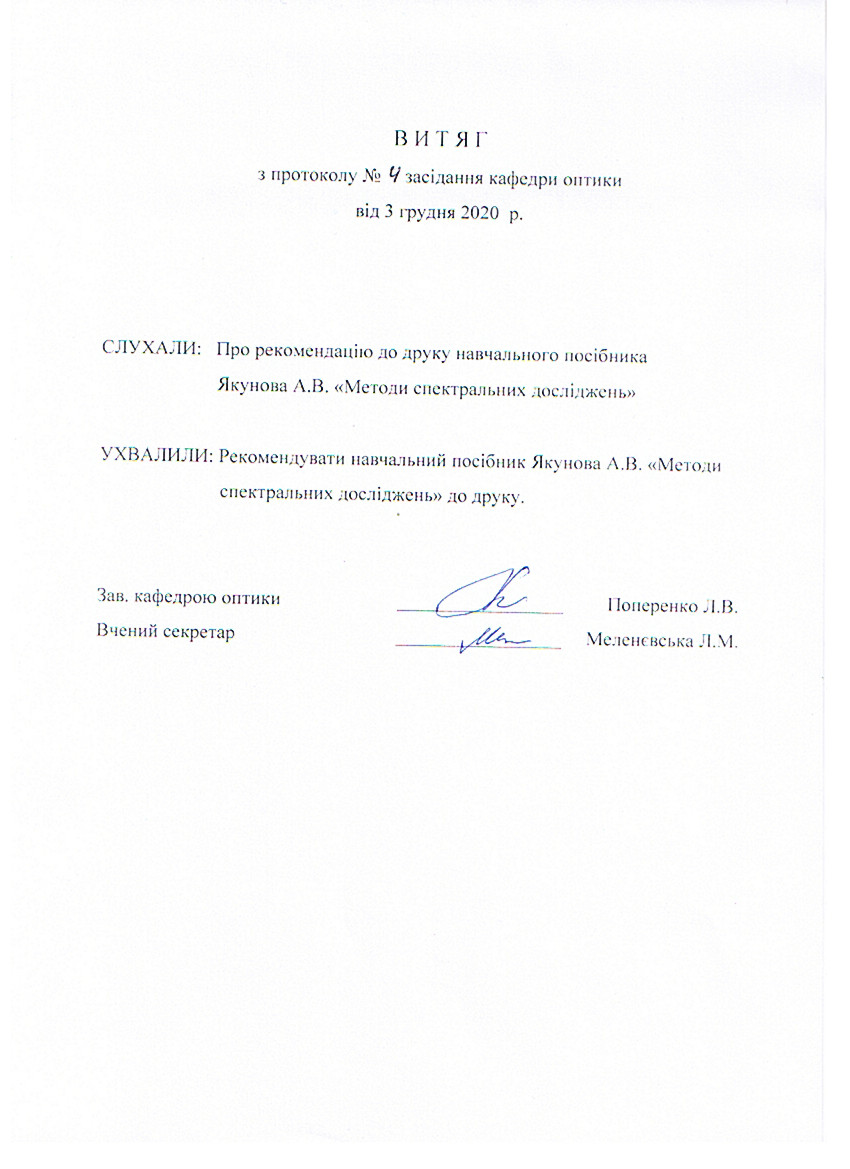 В И Т Я Г
з протоколу № 4 засідання кафедри оптики
від 3 грудня 2020 р.
СЛУХАЛИ: Про рекомендацію до друку навчального посібника
Якунова А.В. «Методи спектральних досліджень»
УХВАЛИЛИ: Рекомендувати навчальний посібник Якунова А.В. «Методи
спектральних досліджень» до друку.
Зав. кафедрою оптики Поперенко Л.В.
Вчений секретар Меленєвська Л.М.